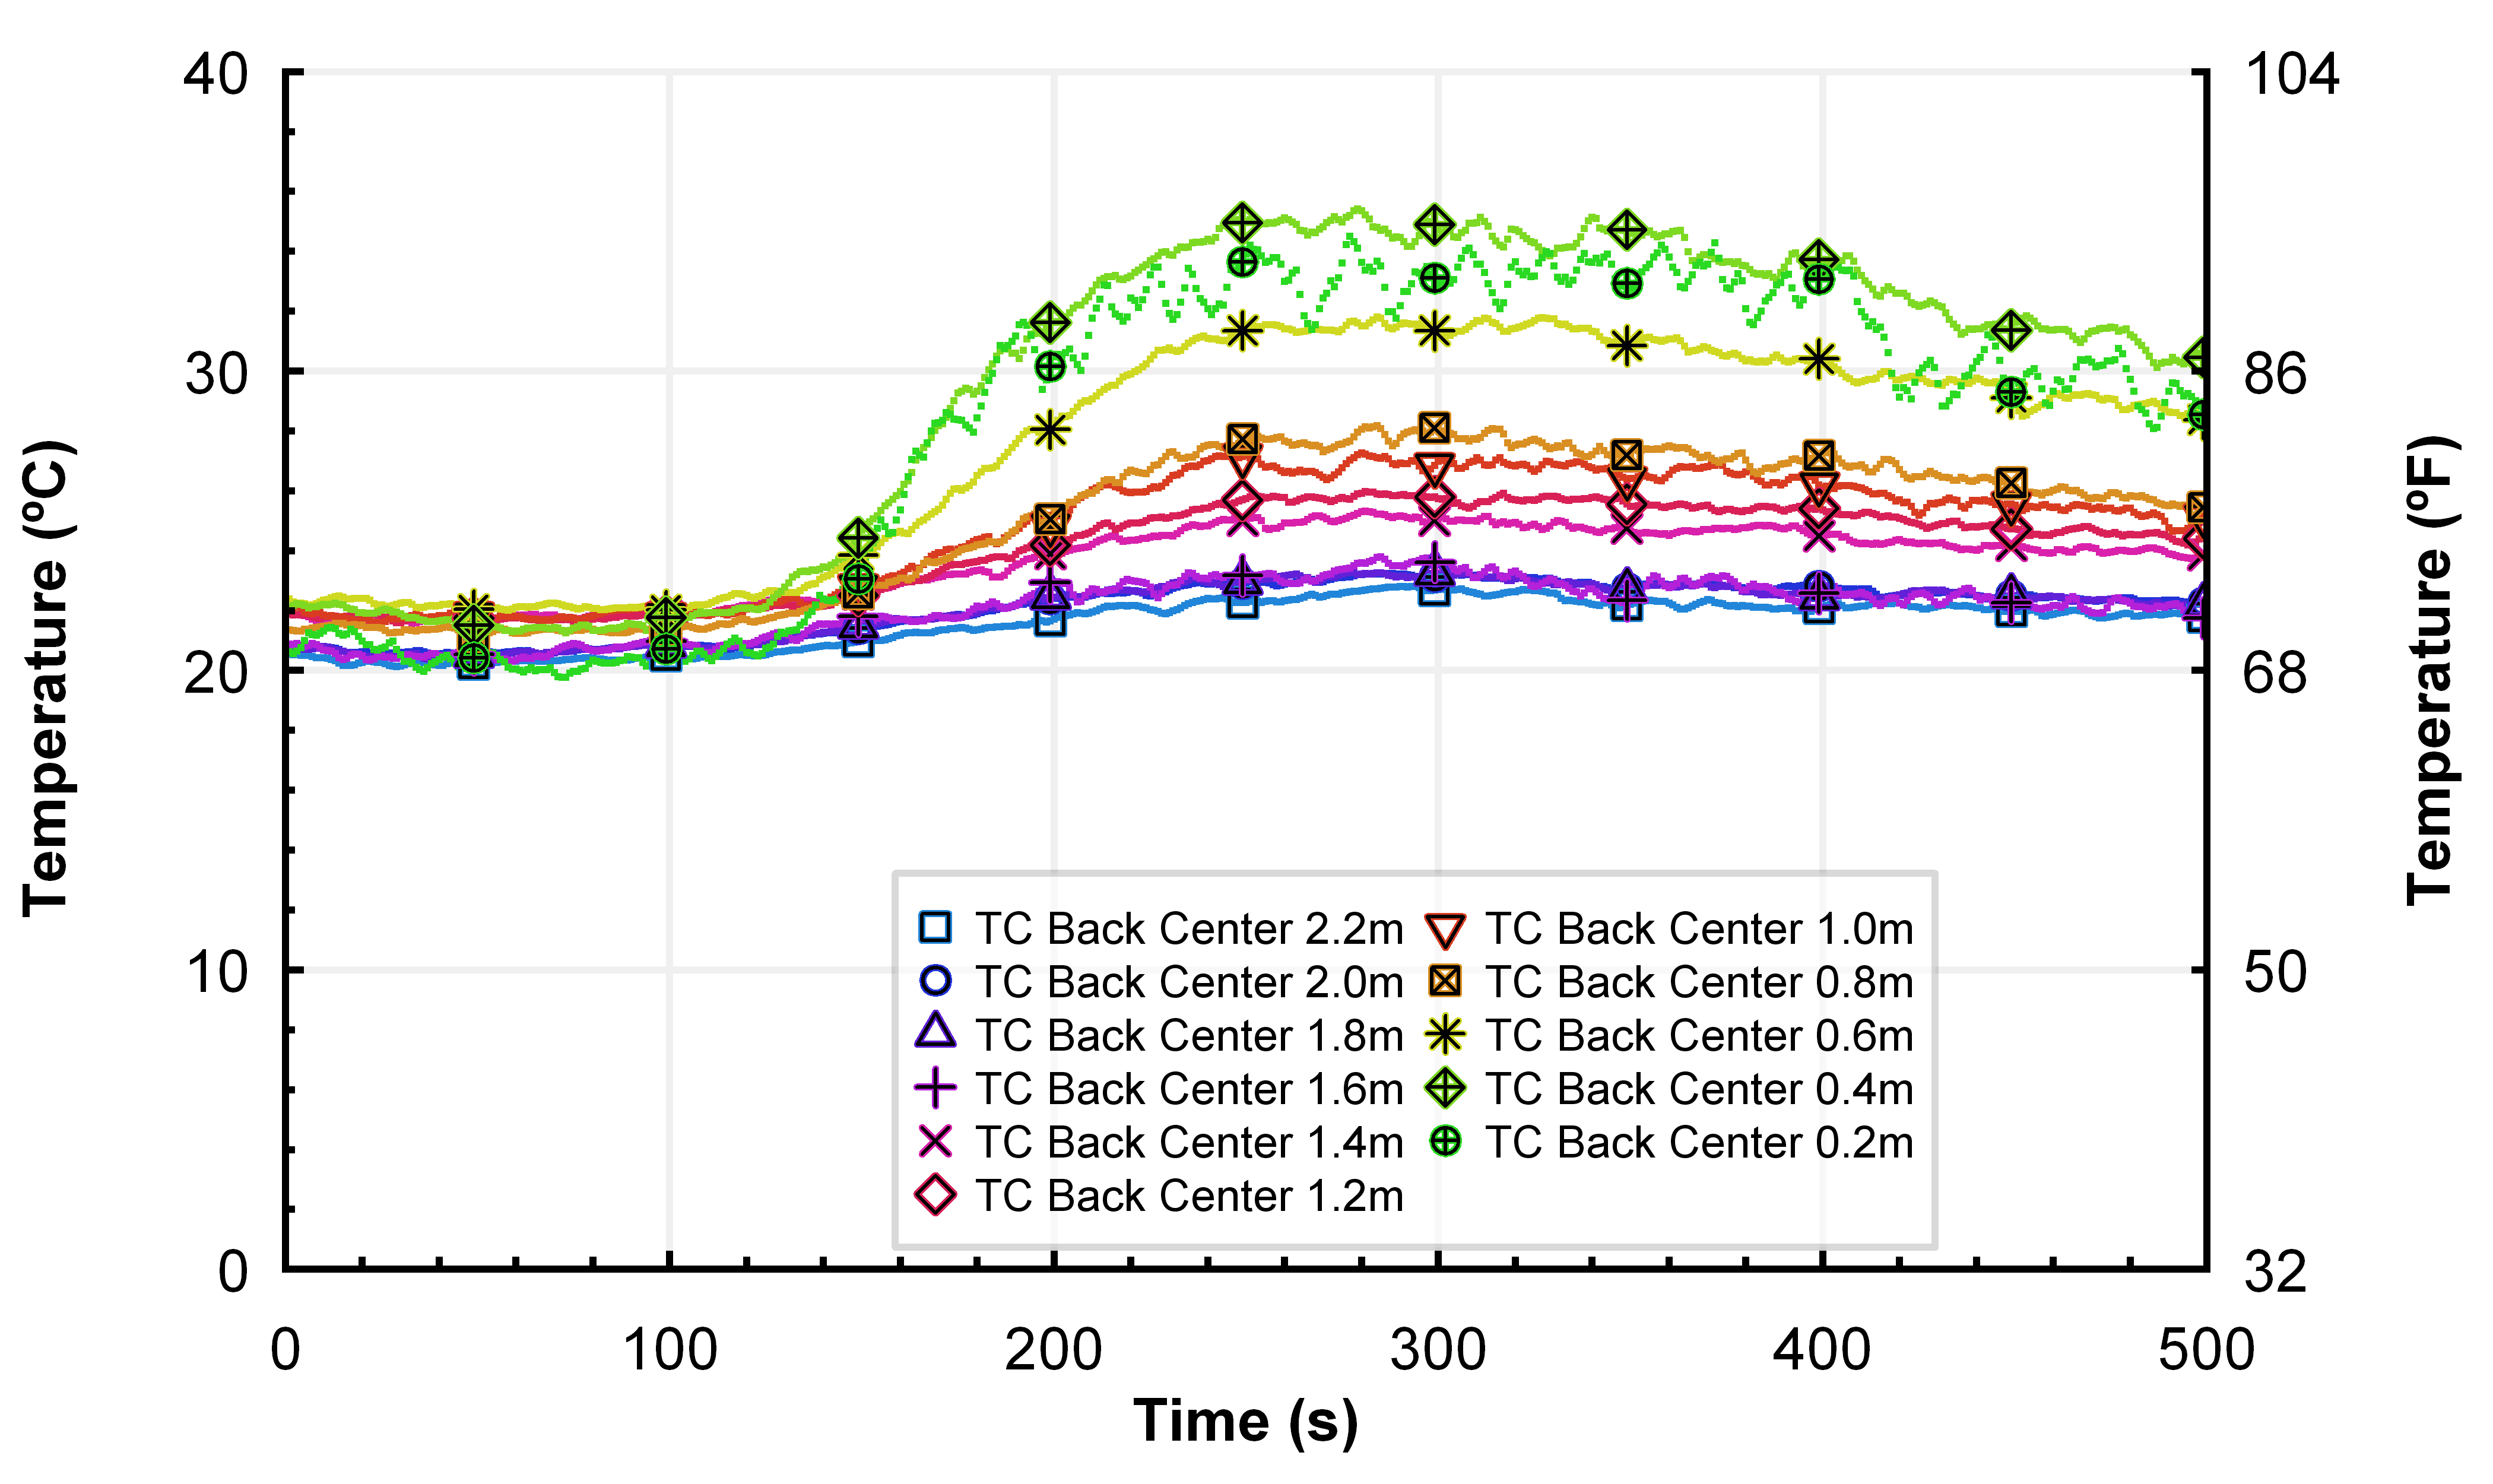 40
30
20
10
0
104
86
68
50
32
0 100 200 300 400 500
Temperature (ºC)
Temperature (ºF)
Time (s)
TC Back Center 2.2m
TC Back Center 2.0m
TC Back Center 1.8m
TC Back Center 1.6m
TC Back Center 1.4m
TC Back Center 1.2m
TC Back Center 1.0m
TC Back Center 0.8m
TC Back Center 0.6m
TC Back Center 0.4m
TC Back Center 0.2m